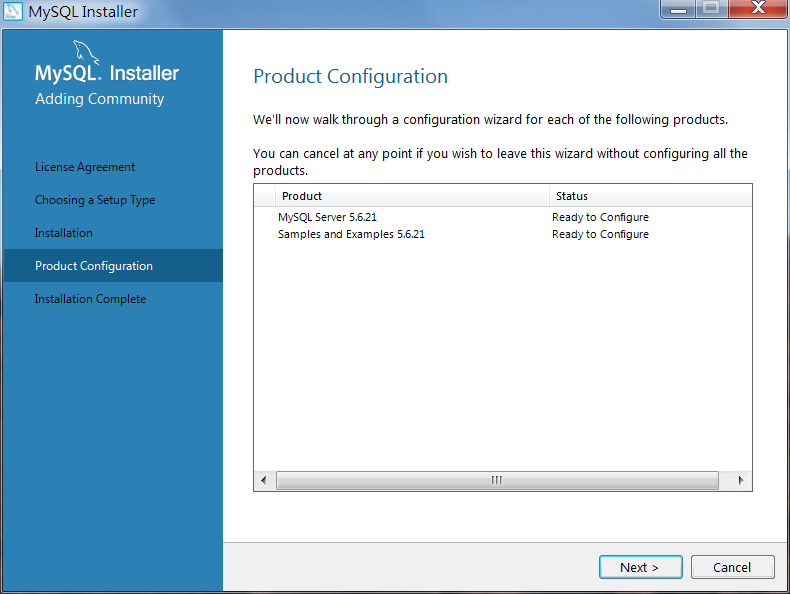 MySQL Installer
MySQL. Installer
Adding Community
License Agreement
Choosing a Setup Type
Installation
Product Configuration
Installation Complete
Product Configuration
We'll now walk through a configuration wizard for each of the following products.
You can cancel at any point if you wish to leave this wizard without configuring all the
products.
Product Status
MySQL Server 5.6.21 Ready to Configure
Samples and Examples 5.6.21 Ready to Configure
Next > Cancel